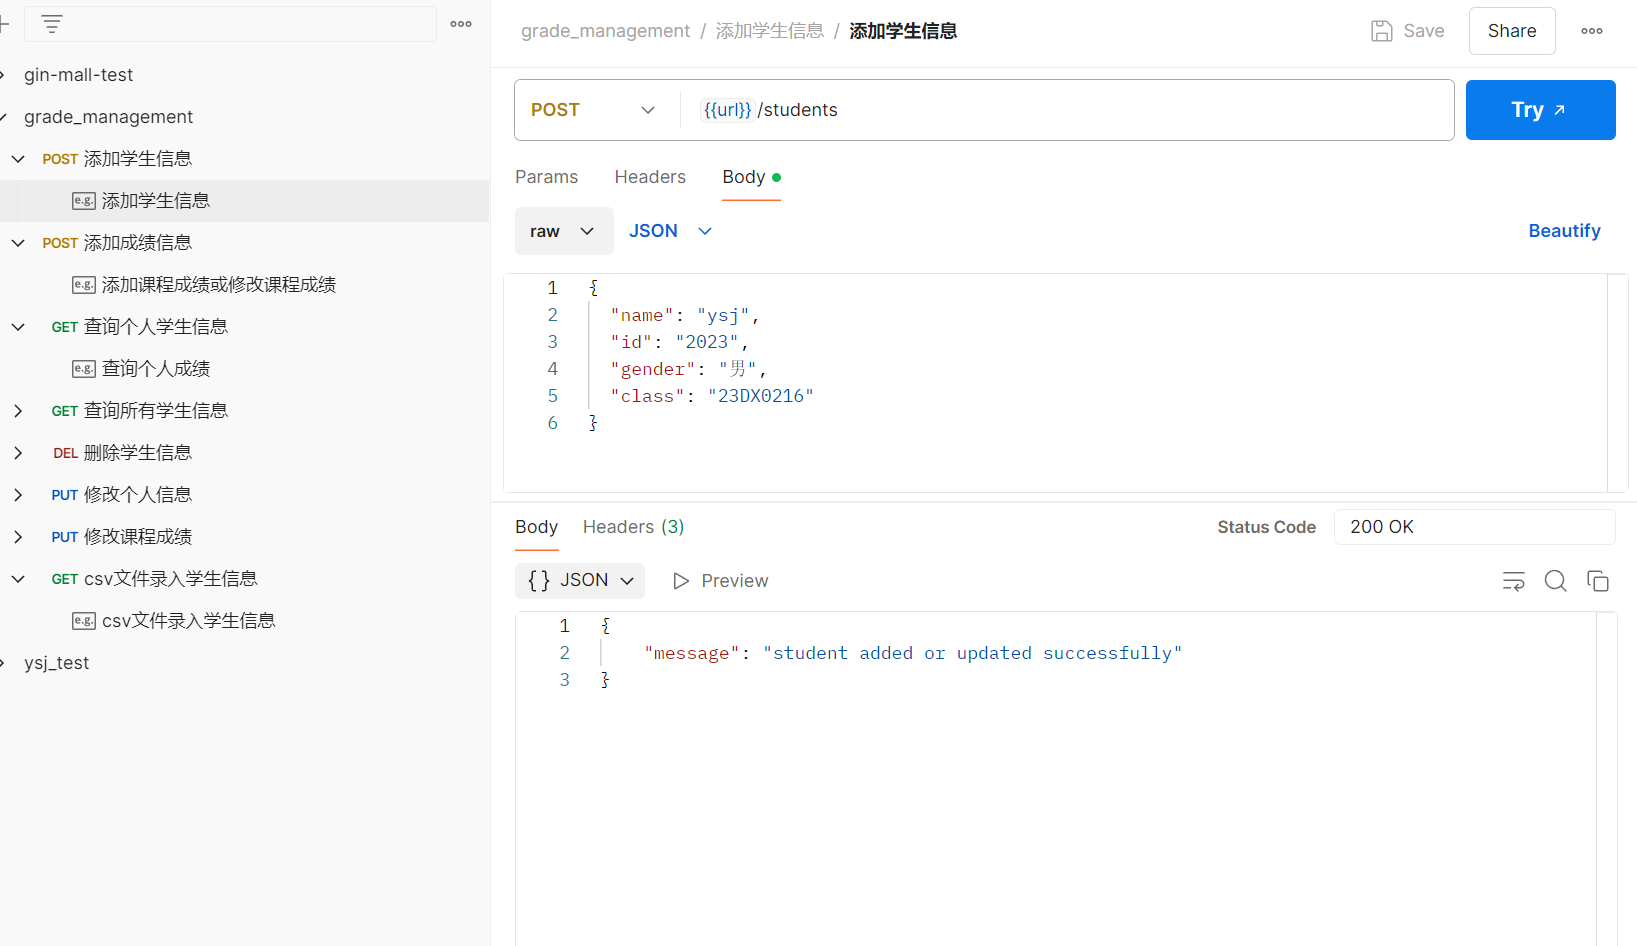 gin-mall-test
grade_management
POST 添加学生信息
e.g. 添加学生信息
POST 添加成绩信息
e.g. 添加课程成绩或修改课程成绩
GET 查询个人学生信息
e.g. 查询个人成绩
GET 查询所有学生信息
DEL 删除学生信息
PUT 修改个人信息
PUT 修改课程成绩
GET csv文件录入学生信息
e.g. csv文件录入学生信息
ysj_test
grade_management / 添加学生信息 / 添加学生信息
Save
Share
POST
{{url}} /students
Try
Params Headers Body
raw JSON Beautify
1 {
2 "name": "ysj",
3 "id": "2023",
4 "gender": "男",
5 "class": "23DX0216"
6 }
Body Headers (3) Status Code 200 OK
{} JSON Preview
1 {
2 "message": "student added or updated successfully"
3 }